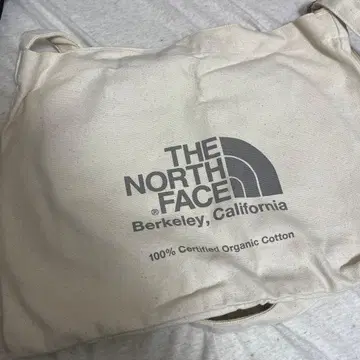 THE
NORTH
®FACE
Berkeley, California
100% Certified Organic Cotton